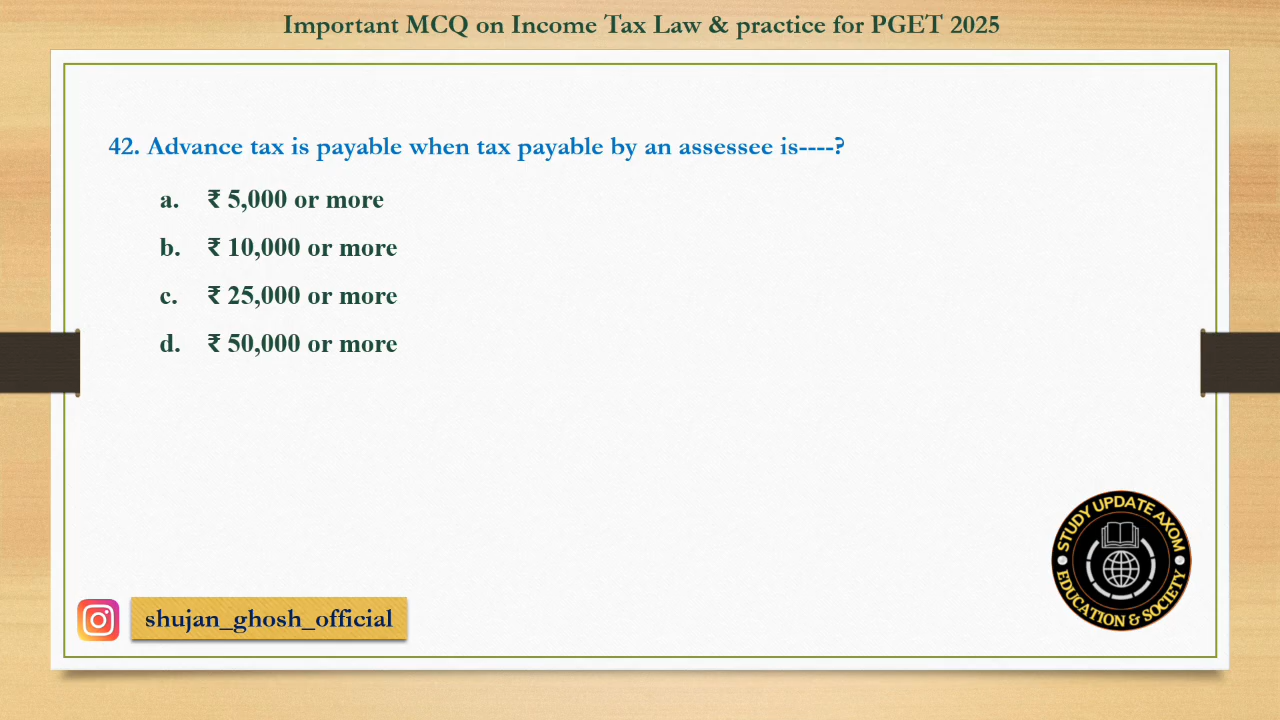 Important MCQ on Income Tax Law & practice for PGET 2025
42. Advance tax is payable when tax payable by an assessee is----?
a. ₹ 5,000 or more
b. ₹ 10,000 or more
c. ₹ 25,000 or more
d. ₹ 50,000 or more
STUDY UPDATE AXOM
EDUCATION & SOCIETY
shujan_ghosh_official